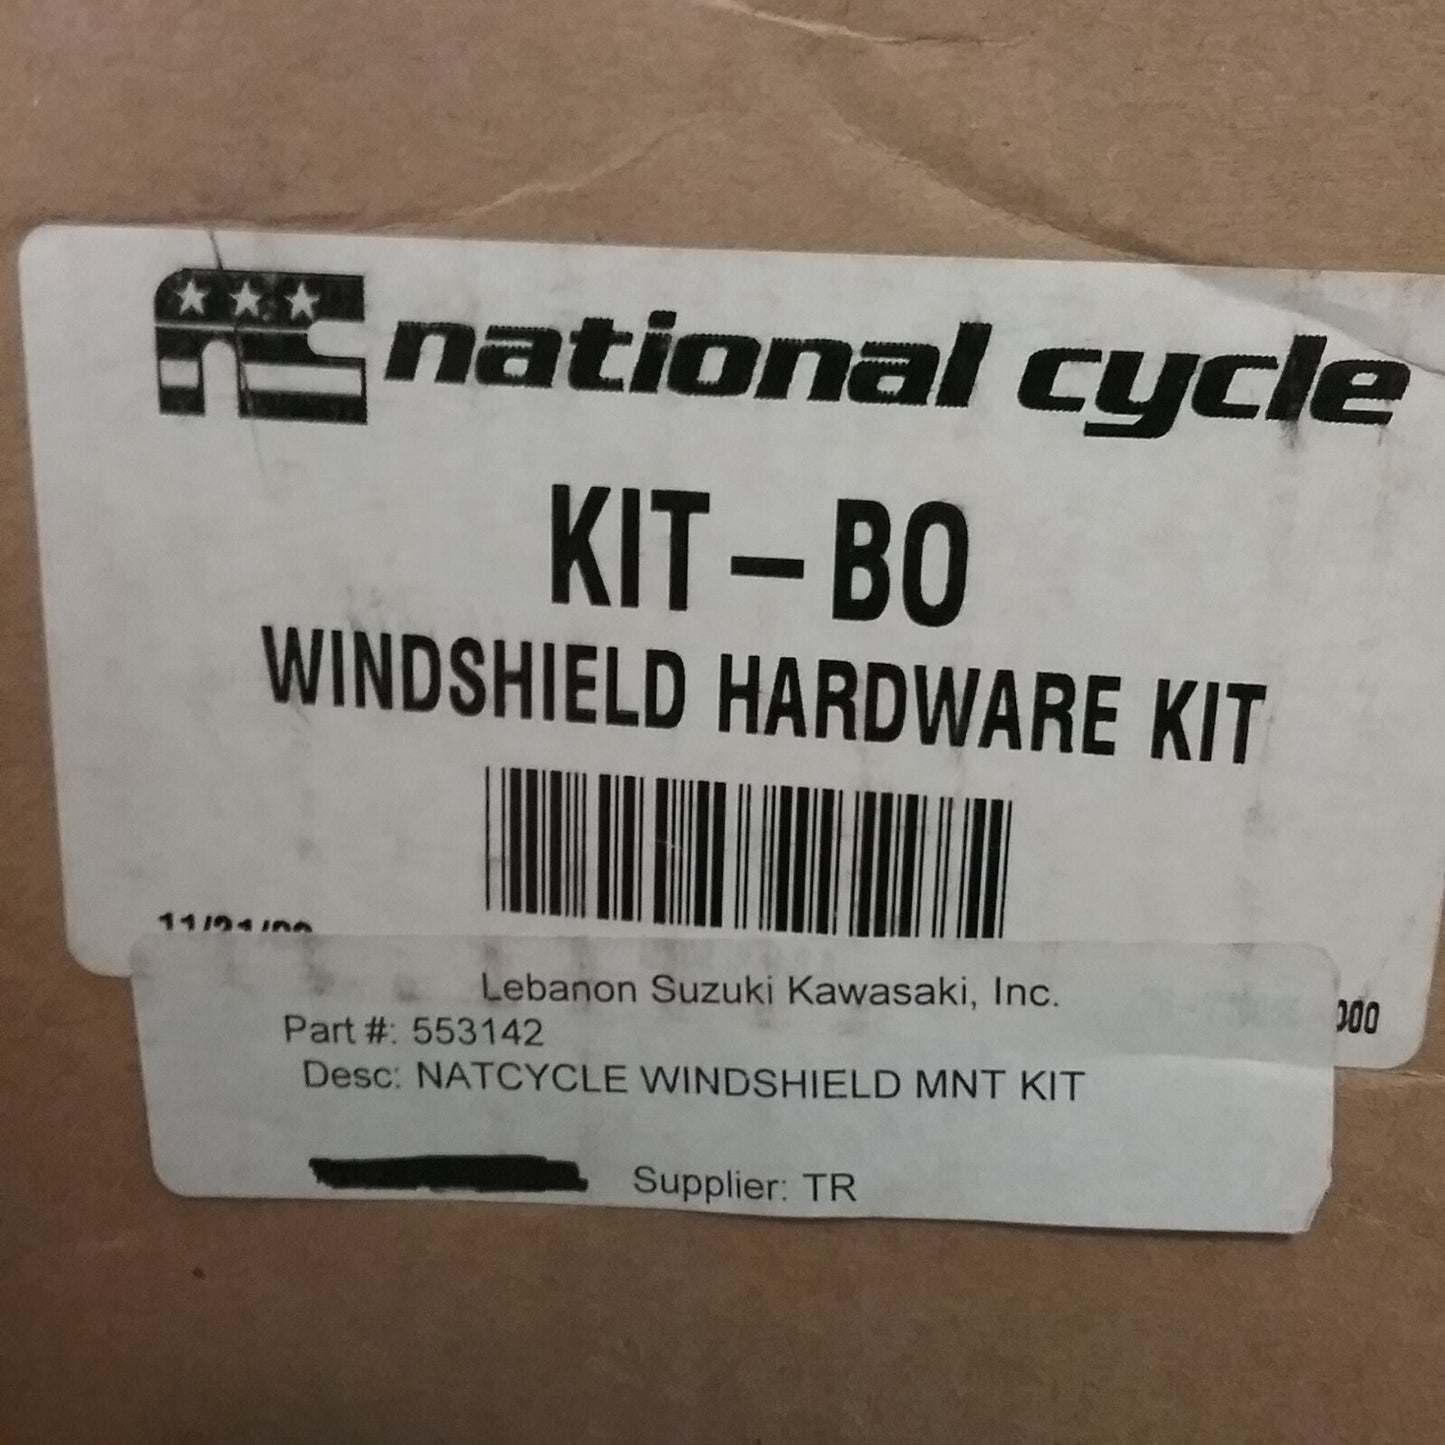 national cycle
KIT – BO
WINDSHIELD HARDWARE KIT
Lebanon Suzuki Kawasaki, Inc.
Part #: 553142
Desc: NATCYCLE WINDSHIELD MNT KIT
Supplier: TR